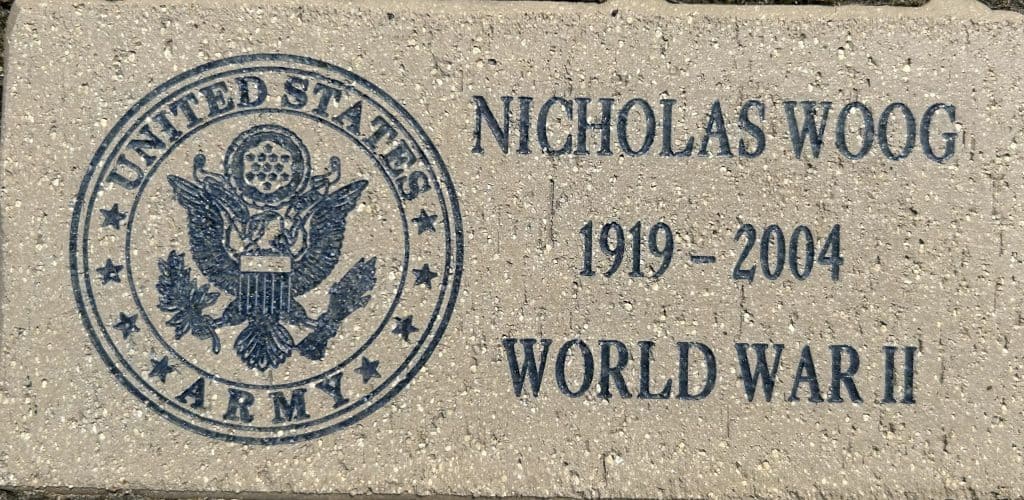 UNITED STATES
ARMY
NICHOLAS WOOG
1919 – 2004
WORLD WAR II